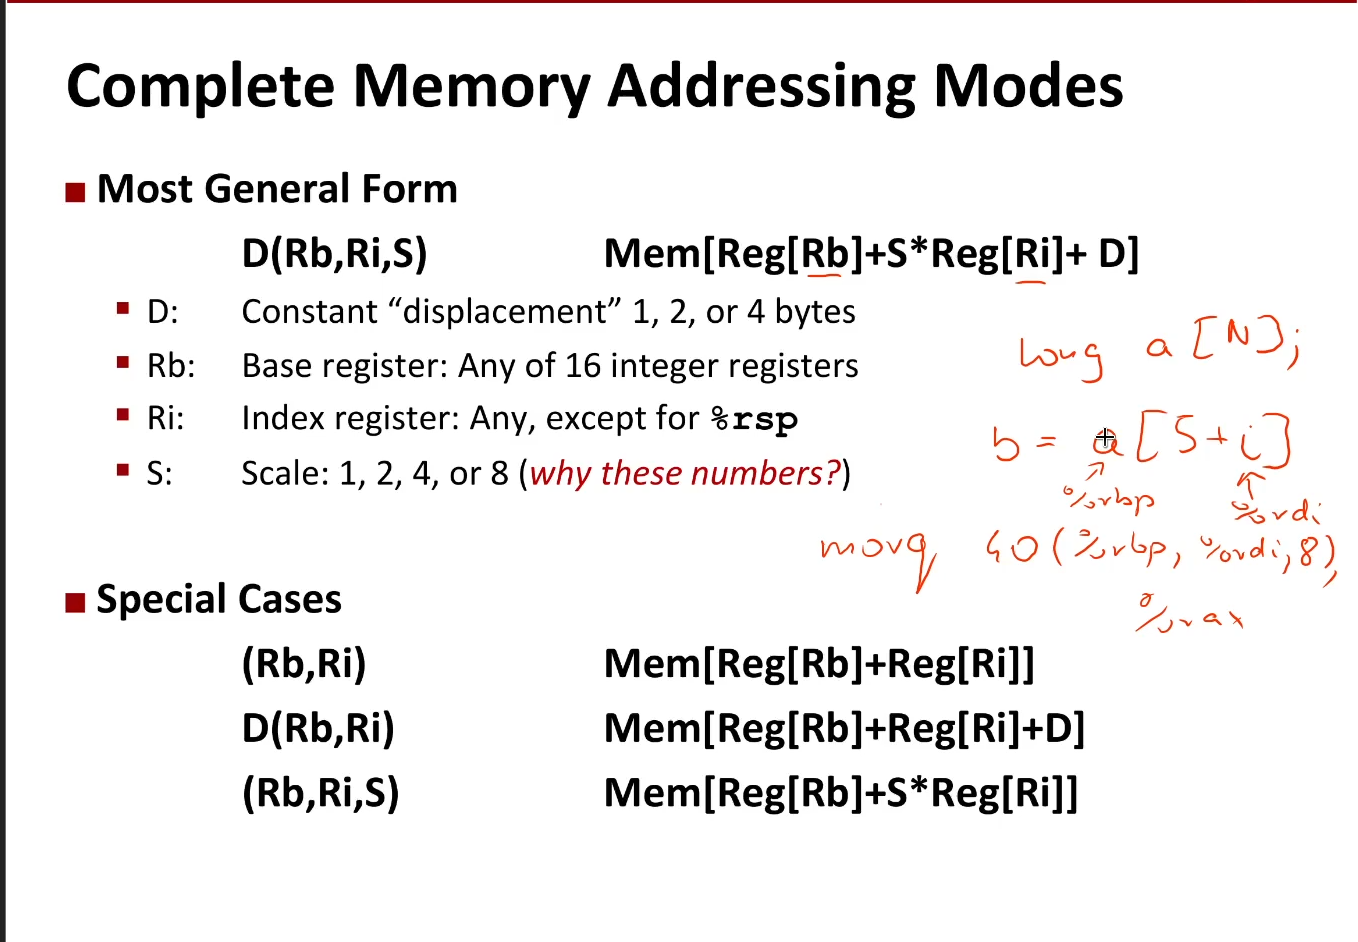 Complete Memory Addressing Modes
Most General Form
D(Rb,Ri,S) Mem[Reg[Rb]+S*Reg[Ri]+ D]
D: Constant “displacement” 1, 2, or 4 bytes
Rb: Base register: Any of 16 integer registers
Ri: Index register: Any, except for %rsp
S: Scale: 1, 2, 4, or 8 (why these numbers?)
long a [N];
b = a [5+i]
%rbp %rdi
movq 40(%rbp, %rdi,8),
%rax
Special Cases
(Rb,Ri) Mem[Reg[Rb]+Reg[Ri]]
D(Rb,Ri) Mem[Reg[Rb]+Reg[Ri]+D]
(Rb,Ri,S) Mem[Reg[Rb]+S*Reg[Ri]]